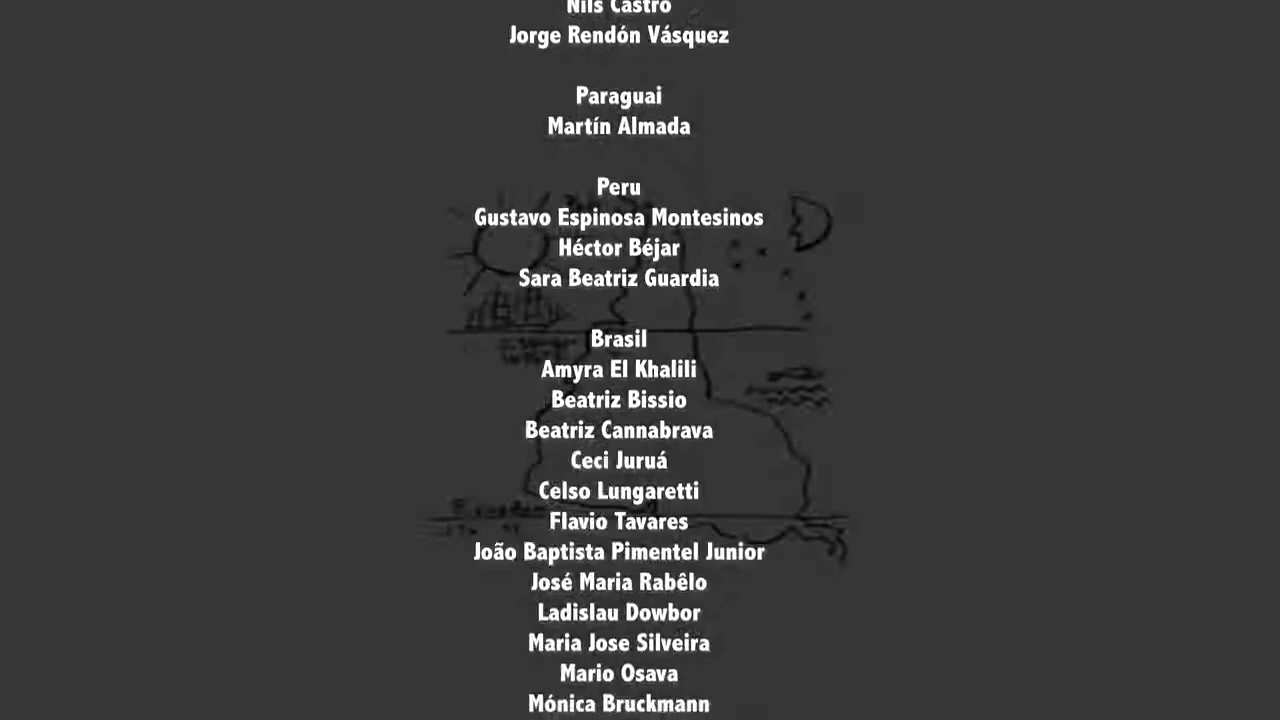 Nils Castro
Jorge Rendón Vásquez
Paraguai
Martín Almada
Peru
Gustavo Espinosa Montesinos
Héctor Béjar
Sara Beatriz Guardia
Brasil
Amyra El Khalili
Beatriz Bissio
Beatriz Cannabrava
Ceci Juruá
Celso Lungaretti
Flavio Tavares
João Baptista Pimentel Junior
José Maria Rabêlo
Ladislau Dowbor
Maria Jose Silveira
Mario Osava
Mónica Bruckmann